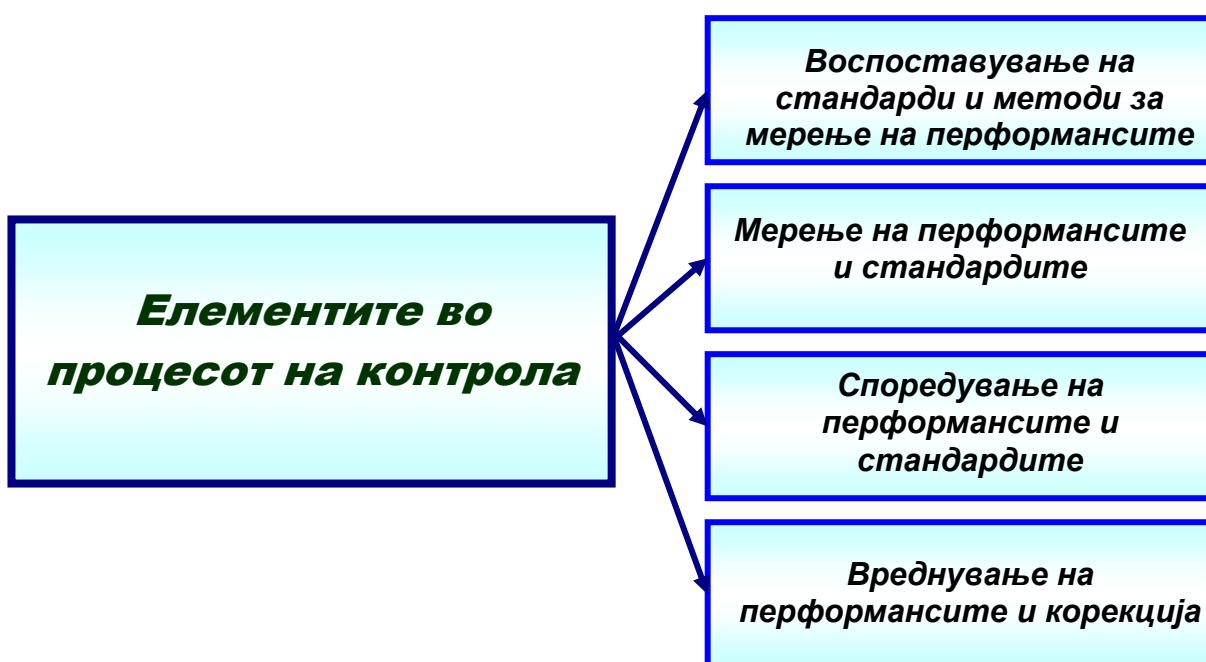 Елементите во
процесот на контрола
Воспоставување на
стандарди и методи за
мерење на перформансите
Мерење на перформансите
и стандардите
Споредување на
перформансите и
стандардите
Вреднување на
перформансите и корекција